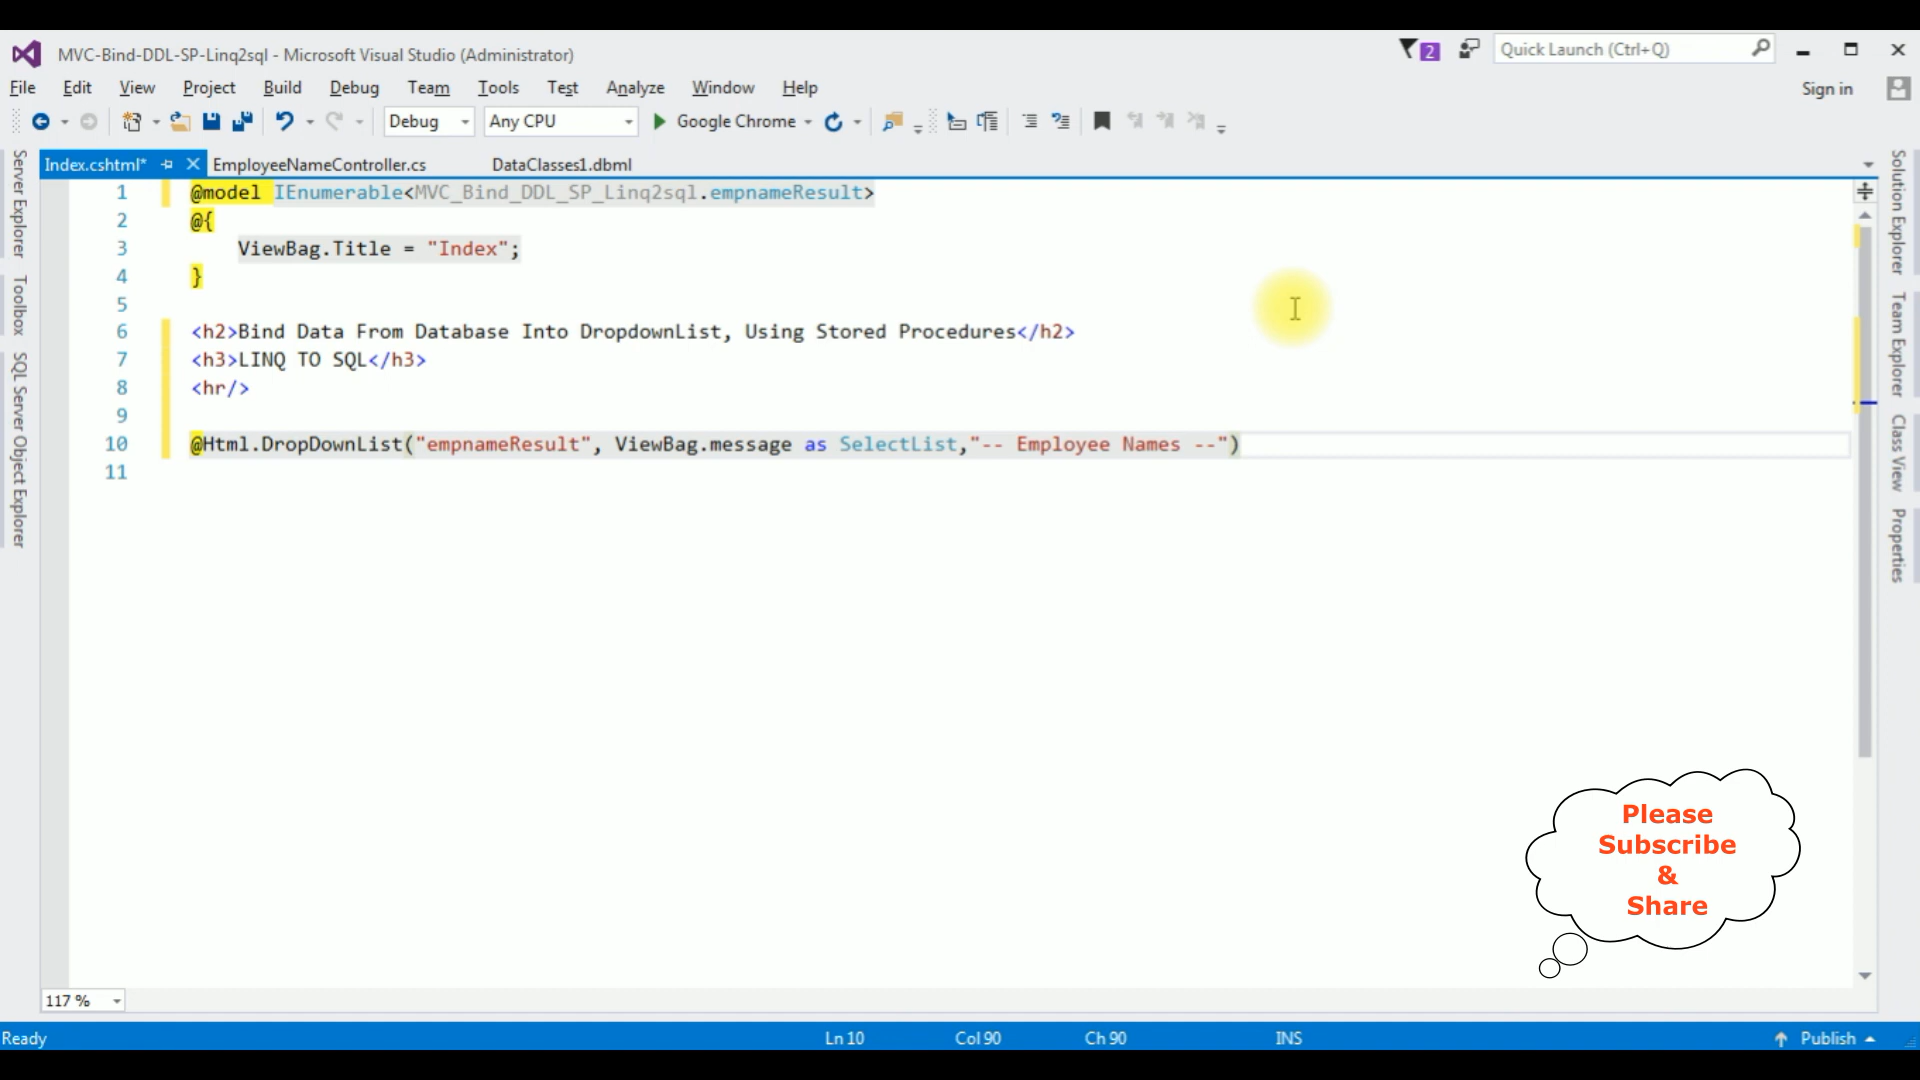 MVC-Bind-DDL-SP-Linq2sql - Microsoft Visual Studio (Administrator)
2
Quick Launch (Ctrl+Q)
File Edit View Project Build Debug Team Tools Test Analyze Window Help
Sign in
Debug Any CPU Google Chrome
Index.cshtml* EmployeeNameController.cs DataClasses1.dbml
1 @model IEnumerable<MVC_Bind_DDL_SP_Linq2sql.empnameResult>
2 @{
3 ViewBag.Title = "Index";
4 }
5
6 <h2>Bind Data From Database Into DropdownList, Using Stored Procedures</h2>
7 <h3>LINQ TO SQL</h3>
8 <hr/>
9
10 @Html.DropDownList("empnameResult", ViewBag.message as SelectList,"-- Employee Names --")
11
Server Explorer
Toolbox
SQL Server Object Explorer
Solution Explorer
Team Explorer
Class View
Properties
Please
Subscribe
&
Share
117 %
Ready Ln 10 Col 90 Ch 90 INS Publish